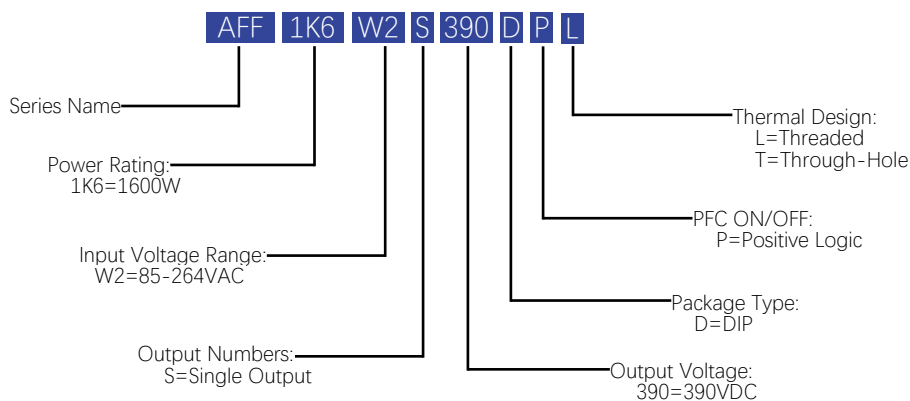 AFF 1K6 W2 S 390 D P L
Series Name
Power Rating:
1K6=1600W
Input Voltage Range:
W2=85-264VAC
Output Numbers:
S=Single Output
Thermal Design:
L=Threaded
T=Through-Hole
PFC ON/OFF:
P=Positive Logic
Package Type:
D=DIP
Output Voltage:
390=390VDC